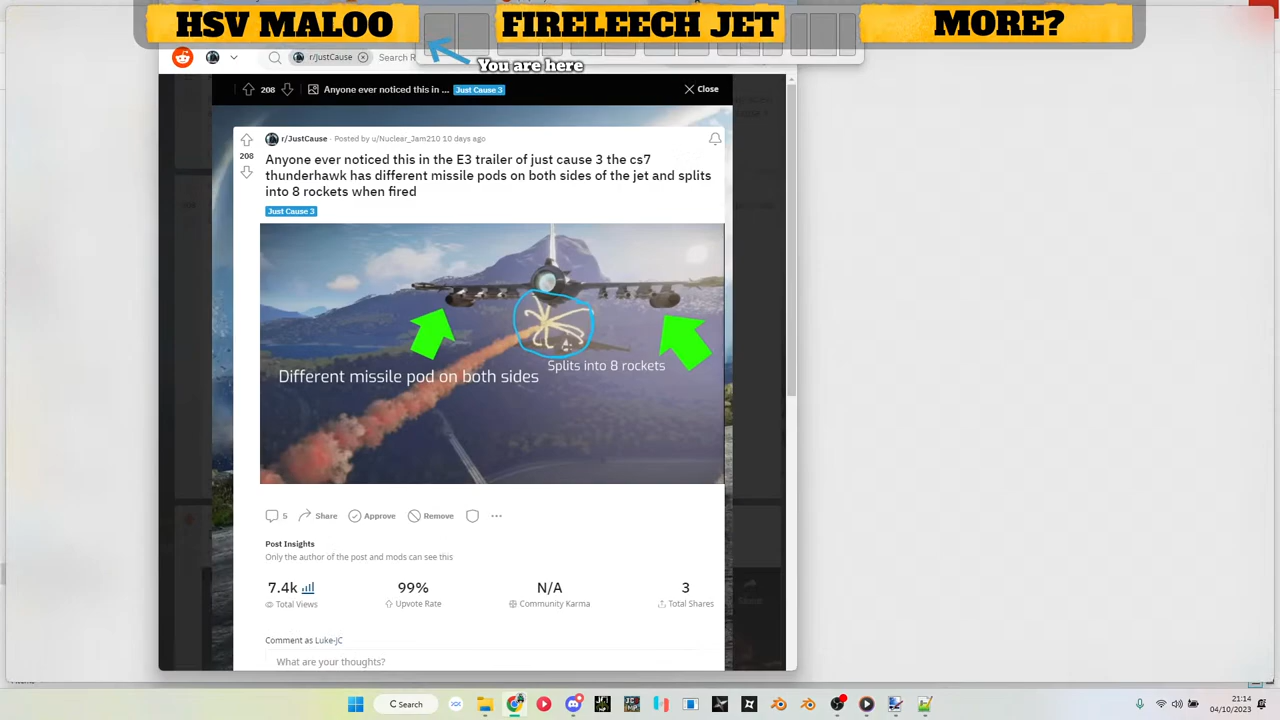 HSV MALOO
FIRELEECH JET
MORE?
You are here
r/JustCause
Search R
208
Anyone ever noticed this in ...
Just Cause 3
Close
r/JustCause · Posted by u/Nuclear_Jam210 10 days ago
208
Anyone ever noticed this in the E3 trailer of just cause 3 the cs7
thunderhawk has different missile pods on both sides of the jet and splits
into 8 rockets when fired
Just Cause 3
Splits into 8 rockets
Different missile pod on both sides
5
Share
Approve
Remove
Post Insights
Only the author of the post and mods can see this
7.4k
99%
N/A
3
Total Views
Upvote Rate
Community Karma
Total Shares
Comment as Luke-JC
What are your thoughts?
Search
21:14
04/10/2023